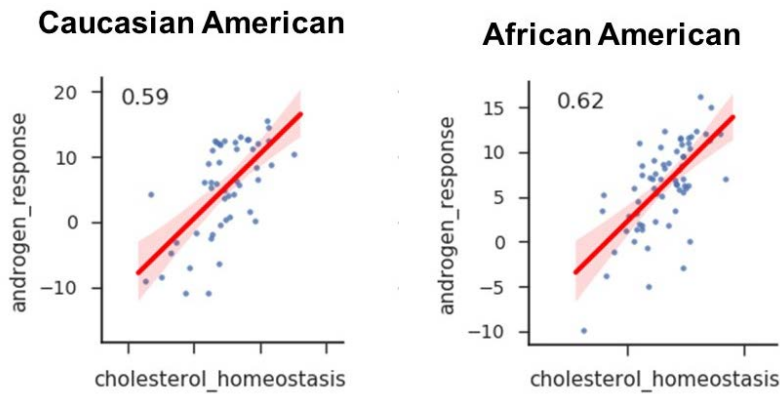 Caucasian American
0.59
androgen_response
20
10
0
−10
cholesterol_homeostasis
African American
0.62
androgen_response
15
10
5
0
−5
−10
cholesterol_homeostasis